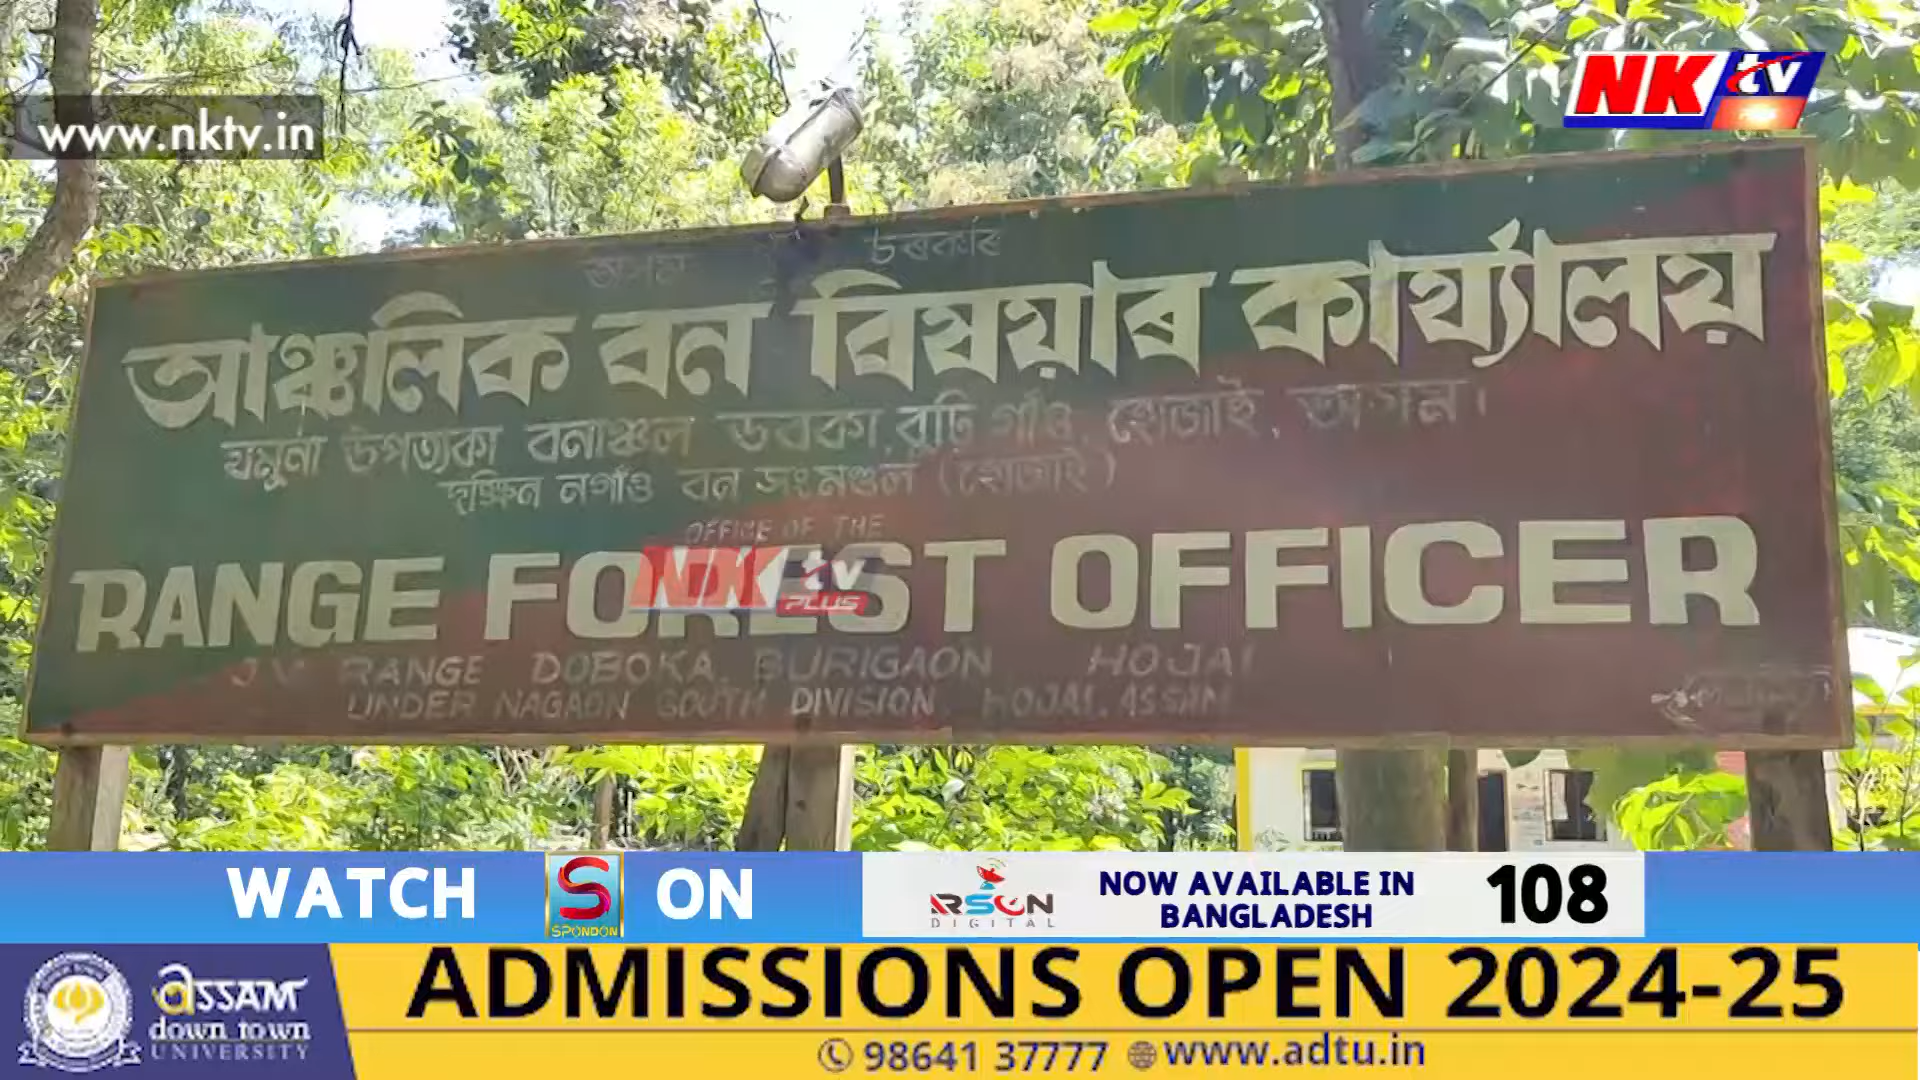 www.nktv.in
NK tv
অসম চৰকাৰ
আঞ্চলিক বন বিষয়াৰ কাৰ্য্যালয়
যমুনা উপত্যকা বনাঞ্চল ডবকা, বুঢ়ি গাঁও, হোজাই, অসম।
দক্ষিন নগাঁও বন সংমণ্ডল (হোজাই)
OFFICE OF THE
RANGE FOREST OFFICER
NK tv PLUS
J.V. RANGE DOBOKA, BURIGAON HOJAI
UNDER NAGAON SOUTH DIVISION, HOJAI, ASSAM
WATCH S SPONDON ON
RSON DIGITAL
NOW AVAILABLE IN
BANGLADESH
108
assam
down town
UNIVERSITY
ADMISSIONS OPEN 2024-25
98641 37777 www.adtu.in